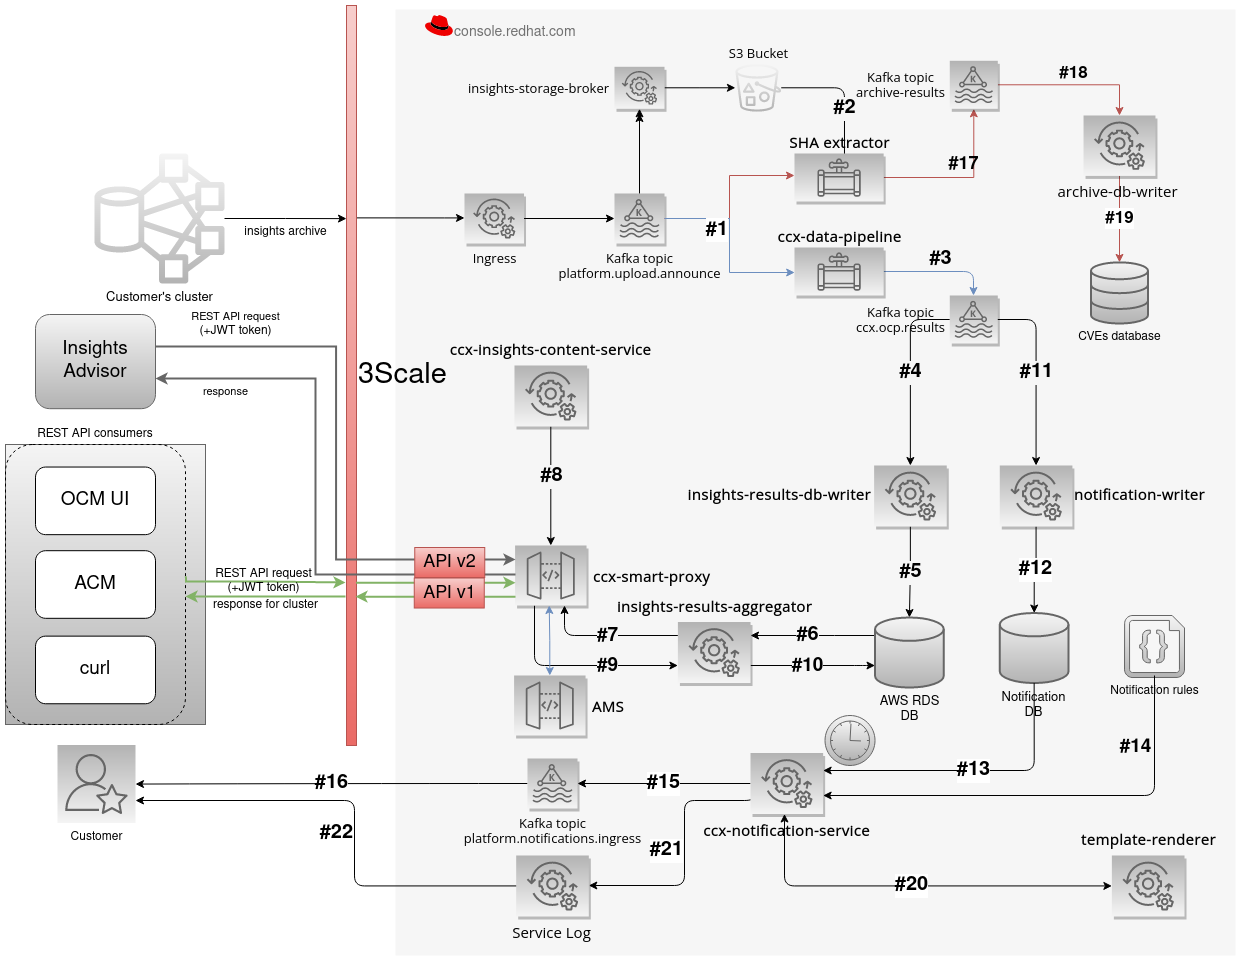 console.redhat.com
S3 Bucket
insights-storage-broker
Kafka topic
archive-results
#18
#2
SHA extractor
#17
archive-db-writer
#19
insights archive
Ingress
Kafka topic
platform.upload.announce
#1
ccx-data-pipeline
#3
Kafka topic
ccx.ocp.results
CVEs database
Customer's cluster
REST API request
(+JWT token)
Insights
Advisor
response
3Scale
ccx-insights-content-service
#4
#11
#8
REST API consumers
OCM UI
ACM
curl
insights-results-db-writer
notification-writer
API v2
API v1
REST API request
(+JWT token)
response for cluster
ccx-smart-proxy
#5
#12
insights-results-aggregator
#7
#6
#9
#10
AMS
AWS RDS
DB
Notification
DB
Notification rules
#14
#13
#16
#15
Customer
Kafka topic
platform.notifications.ingress
ccx-notification-service
#22
#21
template-renderer
#20
Service Log